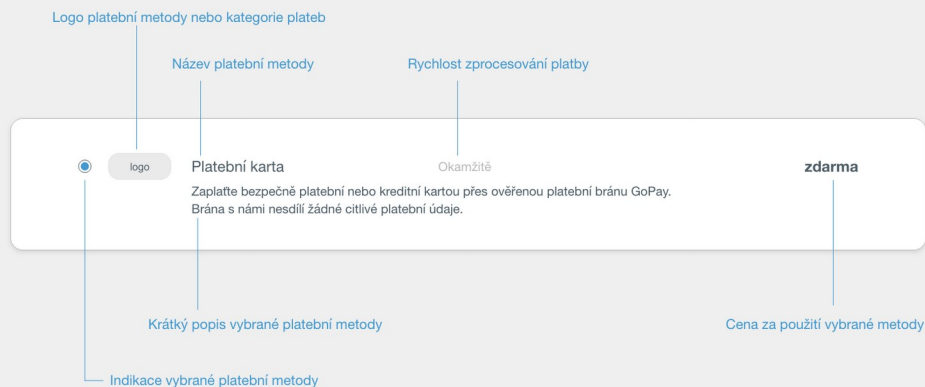 Logo platební metody nebo kategorie plateb
Název platební metody
Rychlost zprocesování platby
logo
Platební karta
Okamžitě
zdarma
Zaplaťte bezpečně platební nebo kreditní kartou přes ověřenou platební bránu GoPay.
Brána s námi nesdílí žádné citlivé platební údaje.
Krátký popis vybrané platební metody
Cena za použití vybrané metody
Indikace vybrané platební metody